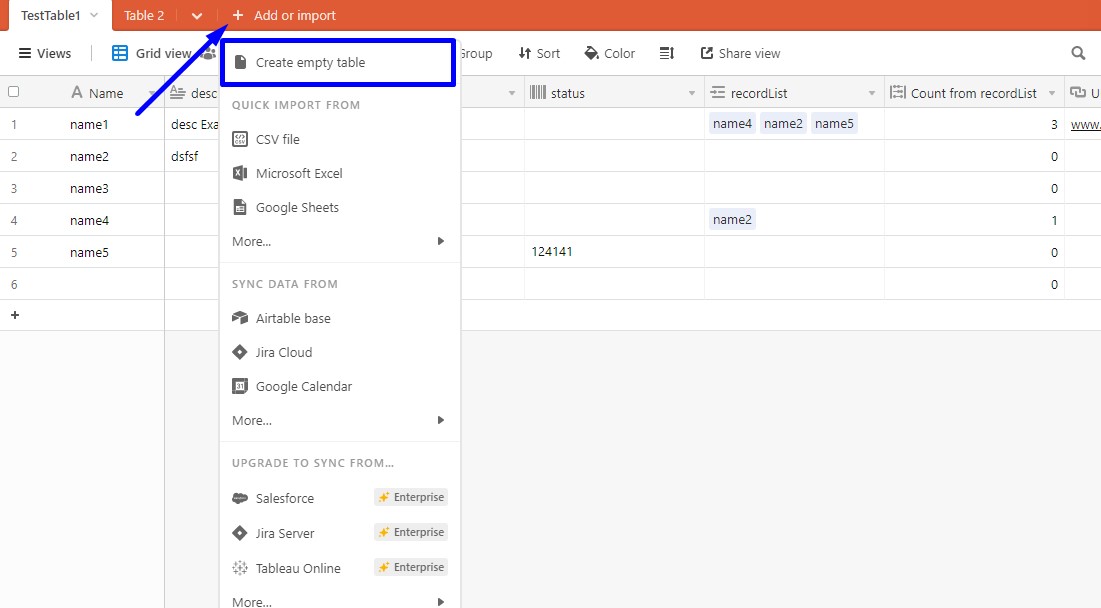 TestTable1 Table 2 Add or import
Views Grid view Group Sort Color Share view
Create empty table
Name desc status recordList Count from recordList U
QUICK IMPORT FROM
1 name1 desc Exa name4 name2 name5 3 www.
CSV file
2 name2 dsfsf 0
Microsoft Excel
3 name3 0
Google Sheets
4 name4 name2 1
More...
5 name5 124141 0
SYNC DATA FROM
6 0
+
Airtable base
Jira Cloud
Google Calendar
More...
UPGRADE TO SYNC FROM...
Salesforce Enterprise
Jira Server Enterprise
Tableau Online Enterprise
More...